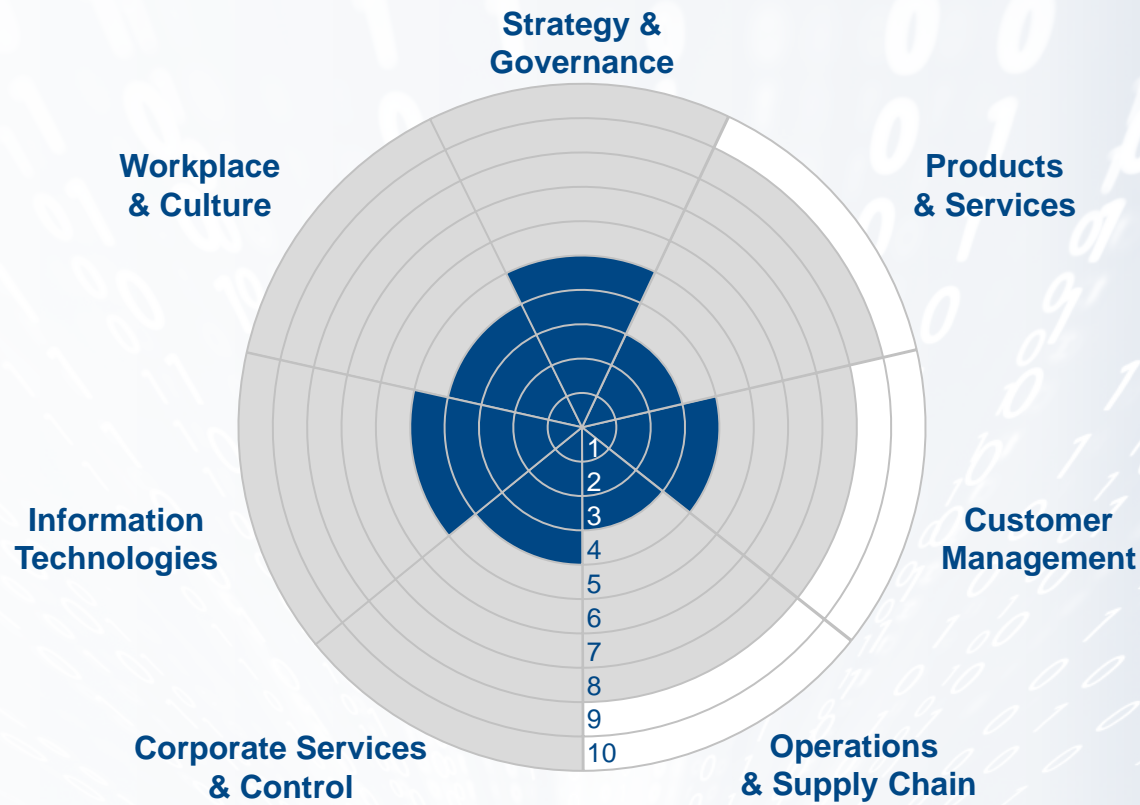 Strategy &
Governance
Workplace
& Culture
Products
& Services
Information
Technologies
Customer
Management
Corporate Services
& Control
Operations
& Supply Chain
1
2
3
4
5
6
7
8
9
10